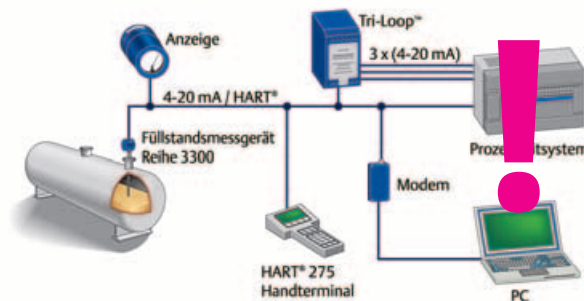 Tri-Loop™
Anzeige
3 x (4-20 mA)
4-20 mA / HART®
Füllstandsmessgerät
Reihe 3300
Modem
HART® 275
Handterminal
PC